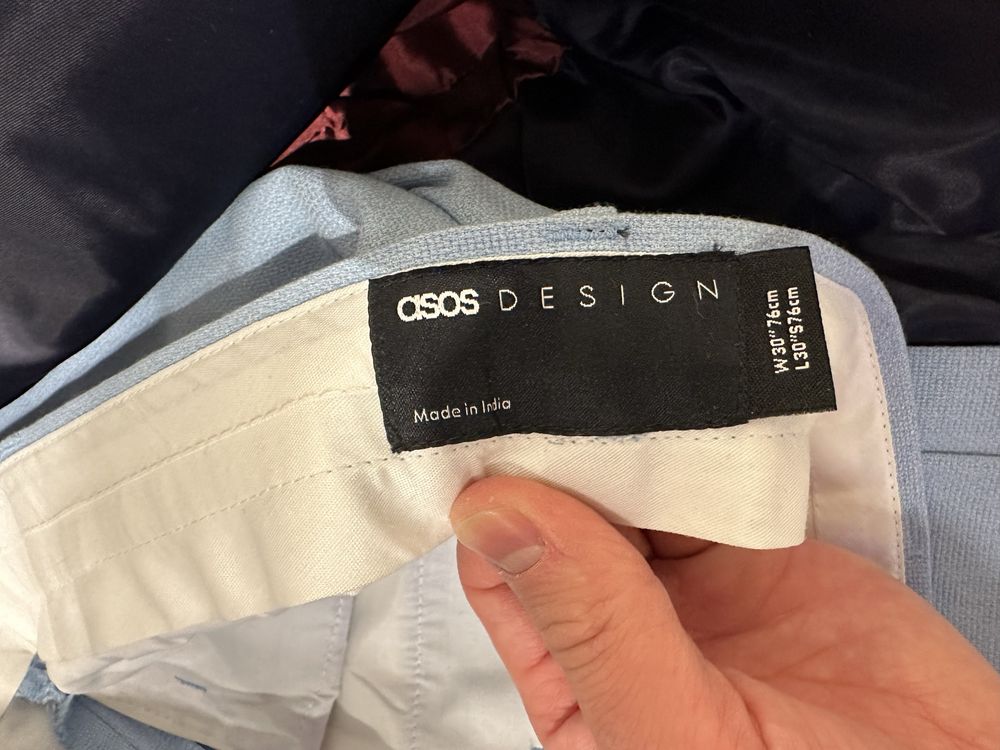 asos DESIGN
Made in India
W30"76cm
L30"S76cm